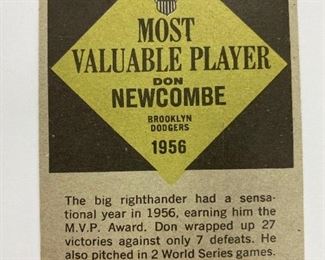 MOST
VALUABLE PLAYER
DON
NEWCOMBE
BROOKLYN
DODGERS
1956
The big righthander had a sensa-
tional year in 1956, earning him the
M.V.P. Award. Don wrapped up 27
victories against only 7 defeats. He
also pitched in 2 World Series games.